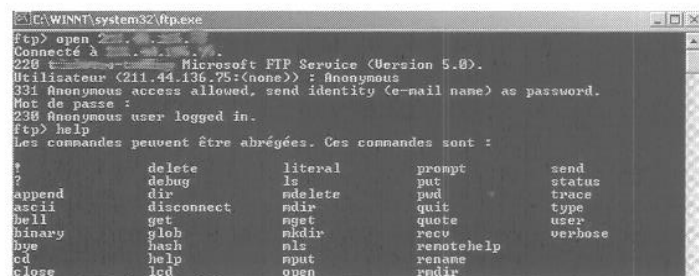 C:\WINNT\system32\ftp.exe
ftp> open
Connecté à
220 Microsoft FTP Service (Version 5.0).
Utilisateur (211.44.136.75:(none)) : Anonymous
331 Anonymous access allowed, send identity (e-mail name) as password.
Mot de passe :
230 Anonymous user logged in.
ftp> help
Les commandes peuvent être abrégées. Ces commandes sont :
! delete literal prompt send
? debug ls put status
append dir mdelete pwd trace
ascii disconnect mdir quit type
bell get mget quote user
binary glob mkdir recv verbose
bye hash mls remotehelp
cd help mput rename
close lcd open rmdir